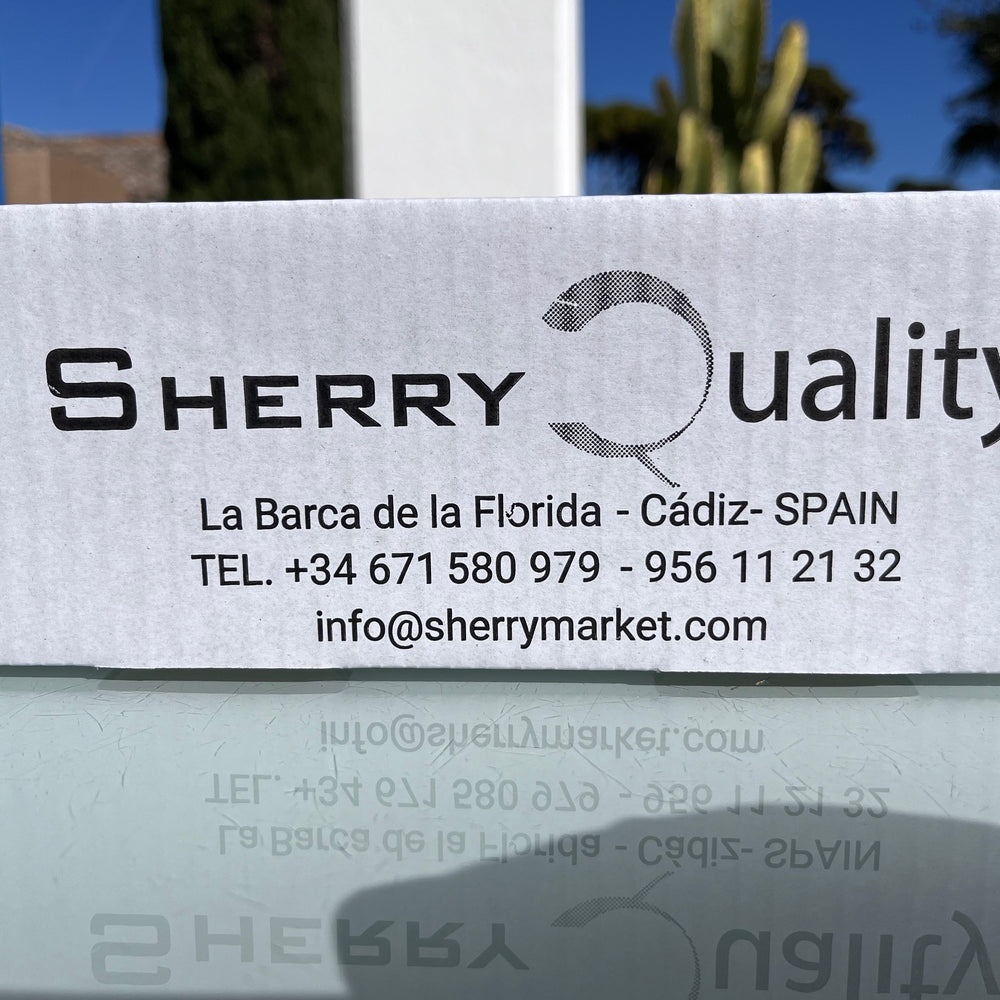 SHERRY Quality
La Barca de la Florida - Cádiz- SPAIN
TEL. +34 671 580 979 - 956 11 21 32
info@sherrymarket.com